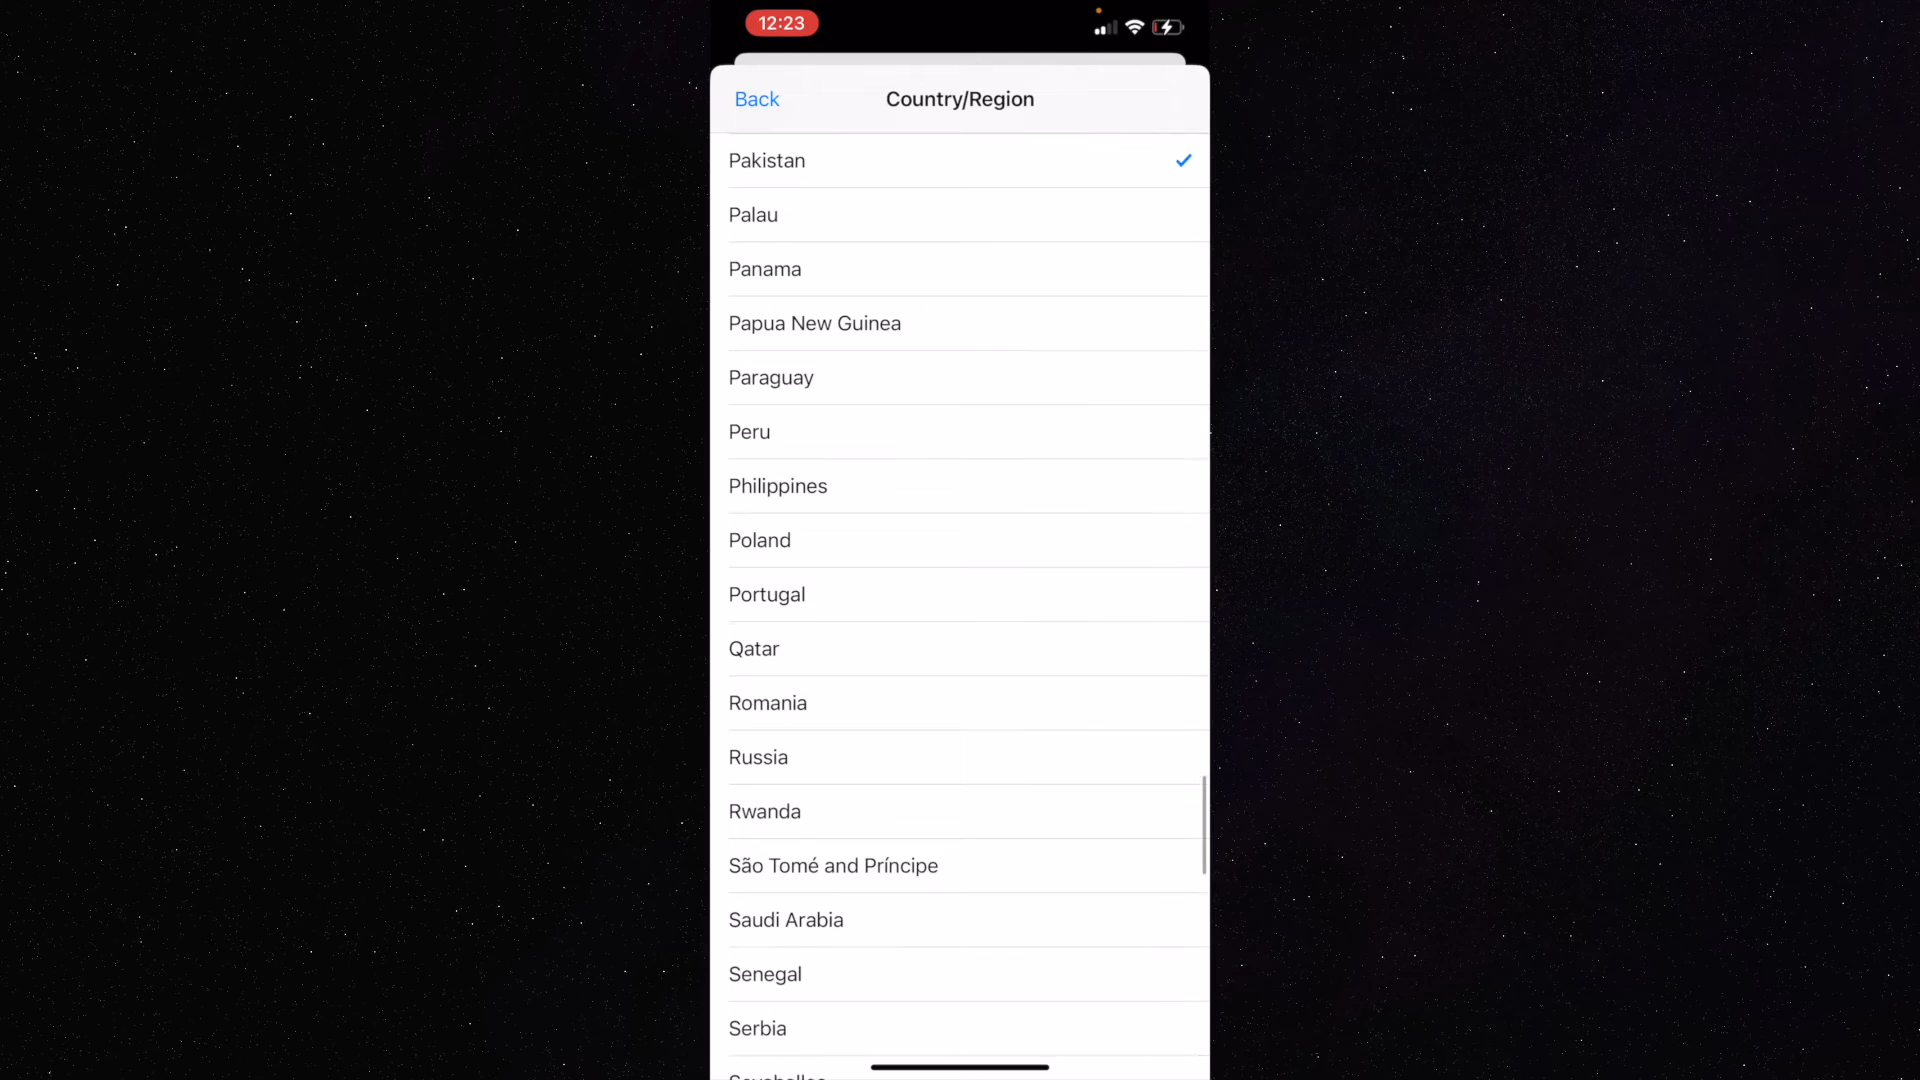 12:23
Back
Country/Region
Pakistan
Palau
Panama
Papua New Guinea
Paraguay
Peru
Philippines
Poland
Portugal
Qatar
Romania
Russia
Rwanda
São Tomé and Príncipe
Saudi Arabia
Senegal
Serbia